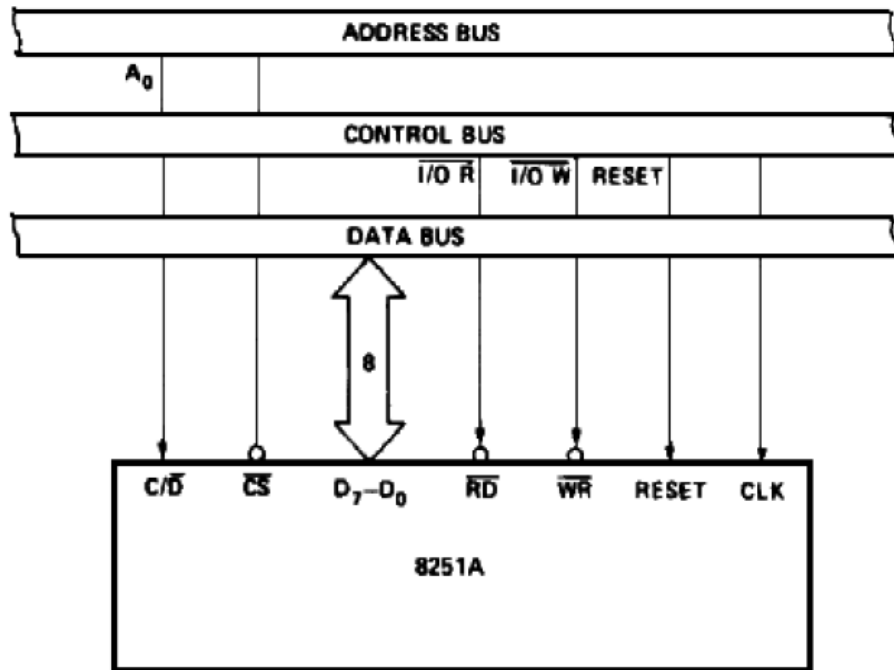 ADDRESS BUS
A₀
CONTROL BUS
I/O R I/O W RESET
DATA BUS
8
C/D CS D₇–D₀ RD WR RESET CLK
8251A